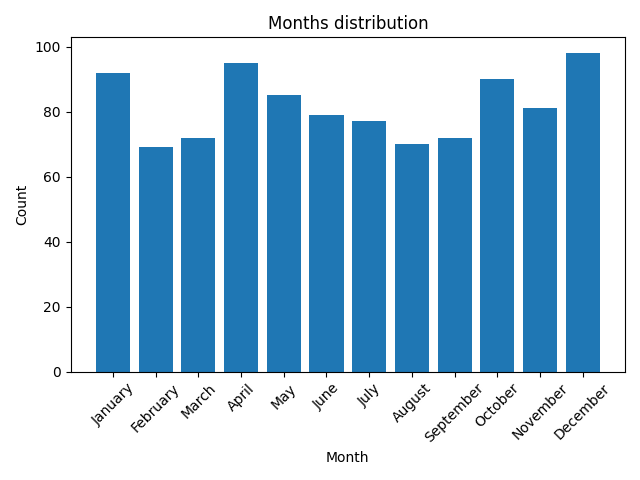 Months distribution
Count
100
80
60
40
20
0
January
February
March
April
May
June
July
August
September
October
November
December
Month